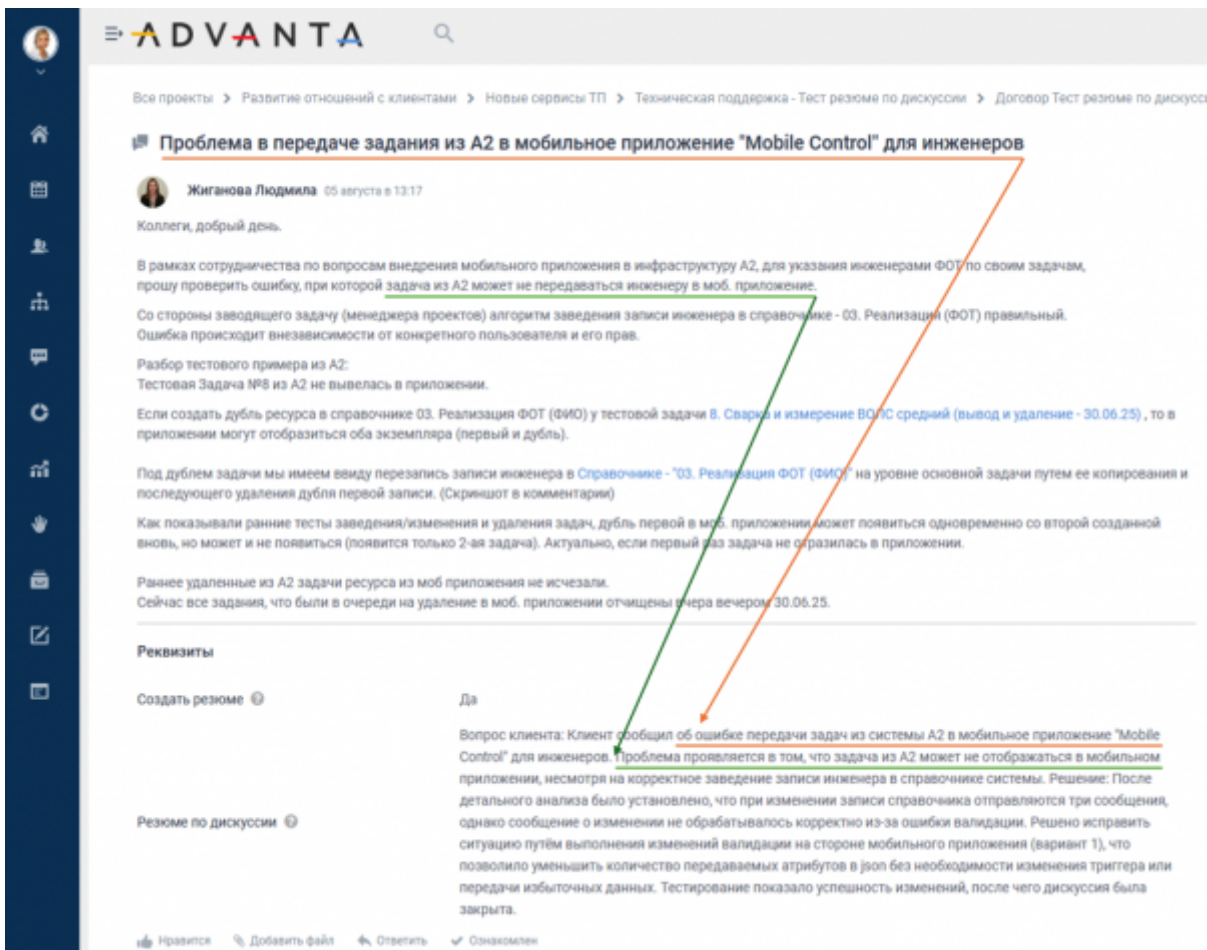 ADVANTA
Все проекты > Развитие отношений с клиентами > Новые сервисы ТП > Техническая поддержка - Тест резюме по дискуссии > Договор Тест резюме по дискусси
Проблема в передаче задания из А2 в мобильное приложение "Mobile Control" для инженеров
Жиганова Людмила 05 августа в 13:17
Коллеги, добрый день.
В рамках сотрудничества по вопросам внедрения мобильного приложения в инфраструктуру А2, для указания инженерами ФОТ по своим задачам,
прошу проверить ошибку, при которой задача из А2 может не передаваться инженеру в моб. приложение.
Со стороны заводящего задачу (менеджера проектов) алгоритм заведения записи инженера в справочнике - 03. Реализация (ФОТ) правильный.
Ошибка происходит внезависимости от конкретного пользователя и его прав.
Разбор тестового примера из А2:
Тестовая Задача №8 из А2 не вывелась в приложении.
Если создать дубль ресурса в справочнике 03. Реализация ФОТ (ФИО) у тестовой задачи 8. Сварка и измерение ВОЛС средний (вывод и удаление - 30.06.25) , то в
приложении могут отобразиться оба экземпляра (первый и дубль).
Под дублем задачи мы имеем ввиду перезапись записи инженера в Справочнике - "03. Реализация ФОТ (ФИО)" на уровне основной задачи путем ее копирования и
последующего удаления дубля первой записи. (Скриншот в комментарии)
Как показывали ранние тесты заведения/изменения и удаления задач, дубль первой в моб. приложении может появиться одновременно со второй созданной
вновь, но может и не появиться (появится только 2-ая задача). Актуально, если первый раз задача не отразилась в приложении.
Раннее удаленные из А2 задачи ресурса из моб приложения не исчезали.
Сейчас все задания, что были в очереди на удаление в моб. приложении отчищены вчера вечером 30.06.25.
Реквизиты
Создать резюме Да
Вопрос клиента: Клиент сообщил об ошибке передачи задач из системы А2 в мобильное приложение "Mobile
Control" для инженеров. Проблема проявляется в том, что задача из А2 может не отображаться в мобильном
приложении, несмотря на корректное заведение записи инженера в справочнике системы. Решение: После
детального анализа было установлено, что при изменении записи справочника отправляются три сообщения,
Резюме по дискуссии однако сообщение о изменении не обрабатывалось корректно из-за ошибки валидации. Решено исправить
ситуацию путём выполнения изменений валидации на стороне мобильного приложения (вариант 1), что
позволило уменьшить количество передаваемых атрибутов в json без необходимости изменения триггера или
передачи избыточных данных. Тестирование показало успешность изменений, после чего дискуссия была
закрыта.
Нравится Добавить файл Ответить Ознакомлен